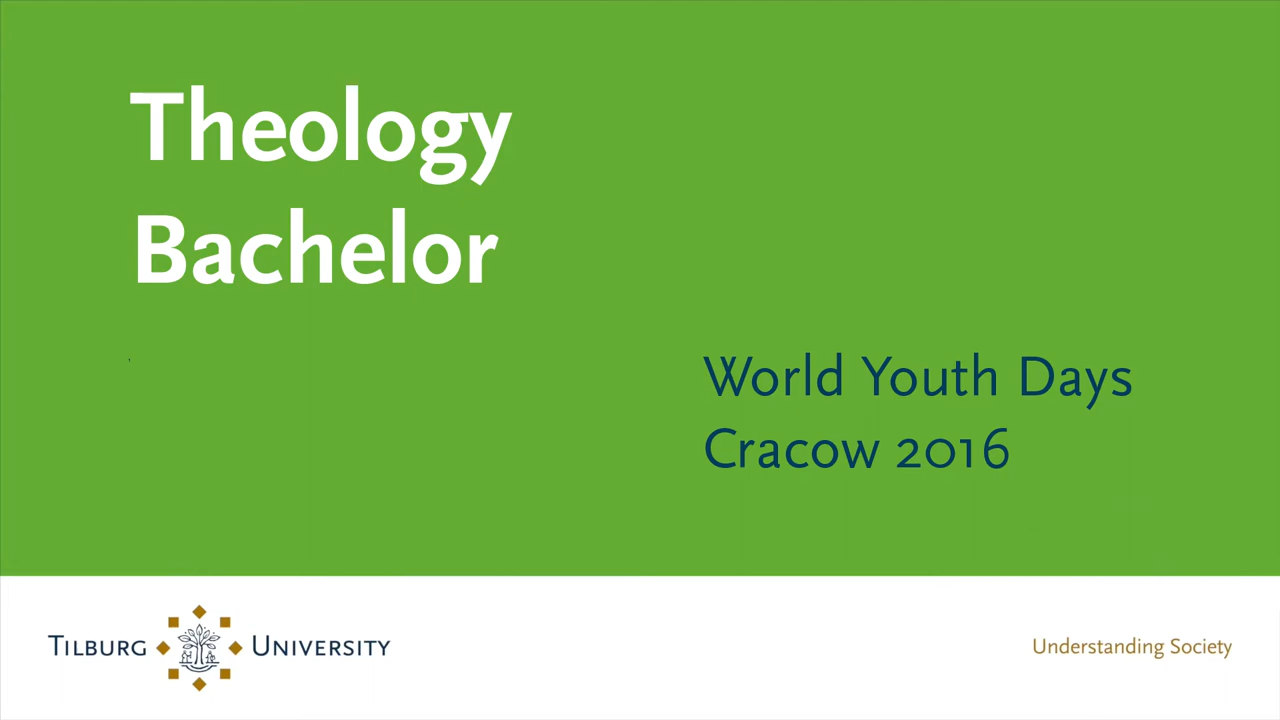 Theology
Bachelor
World Youth Days
Cracow 2016
TILBURG UNIVERSITY
Understanding Society